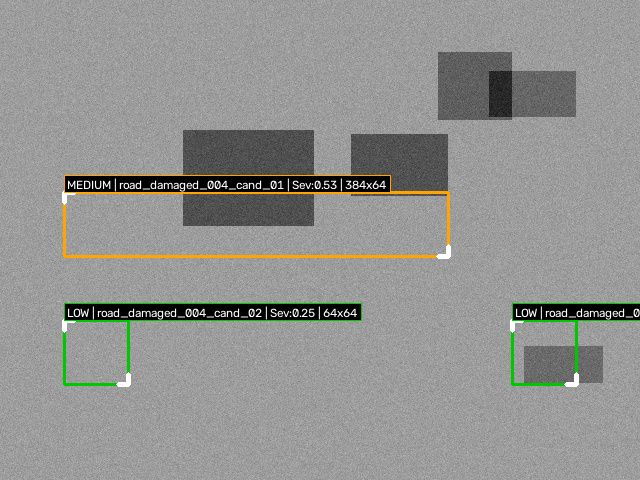 MEDIUM | road_damaged_004_cand_01 | Sev:0.53 | 384x64
LOW | road_damaged_004_cand_02 | Sev:0.25 | 64x64
LOW | road_damaged_0